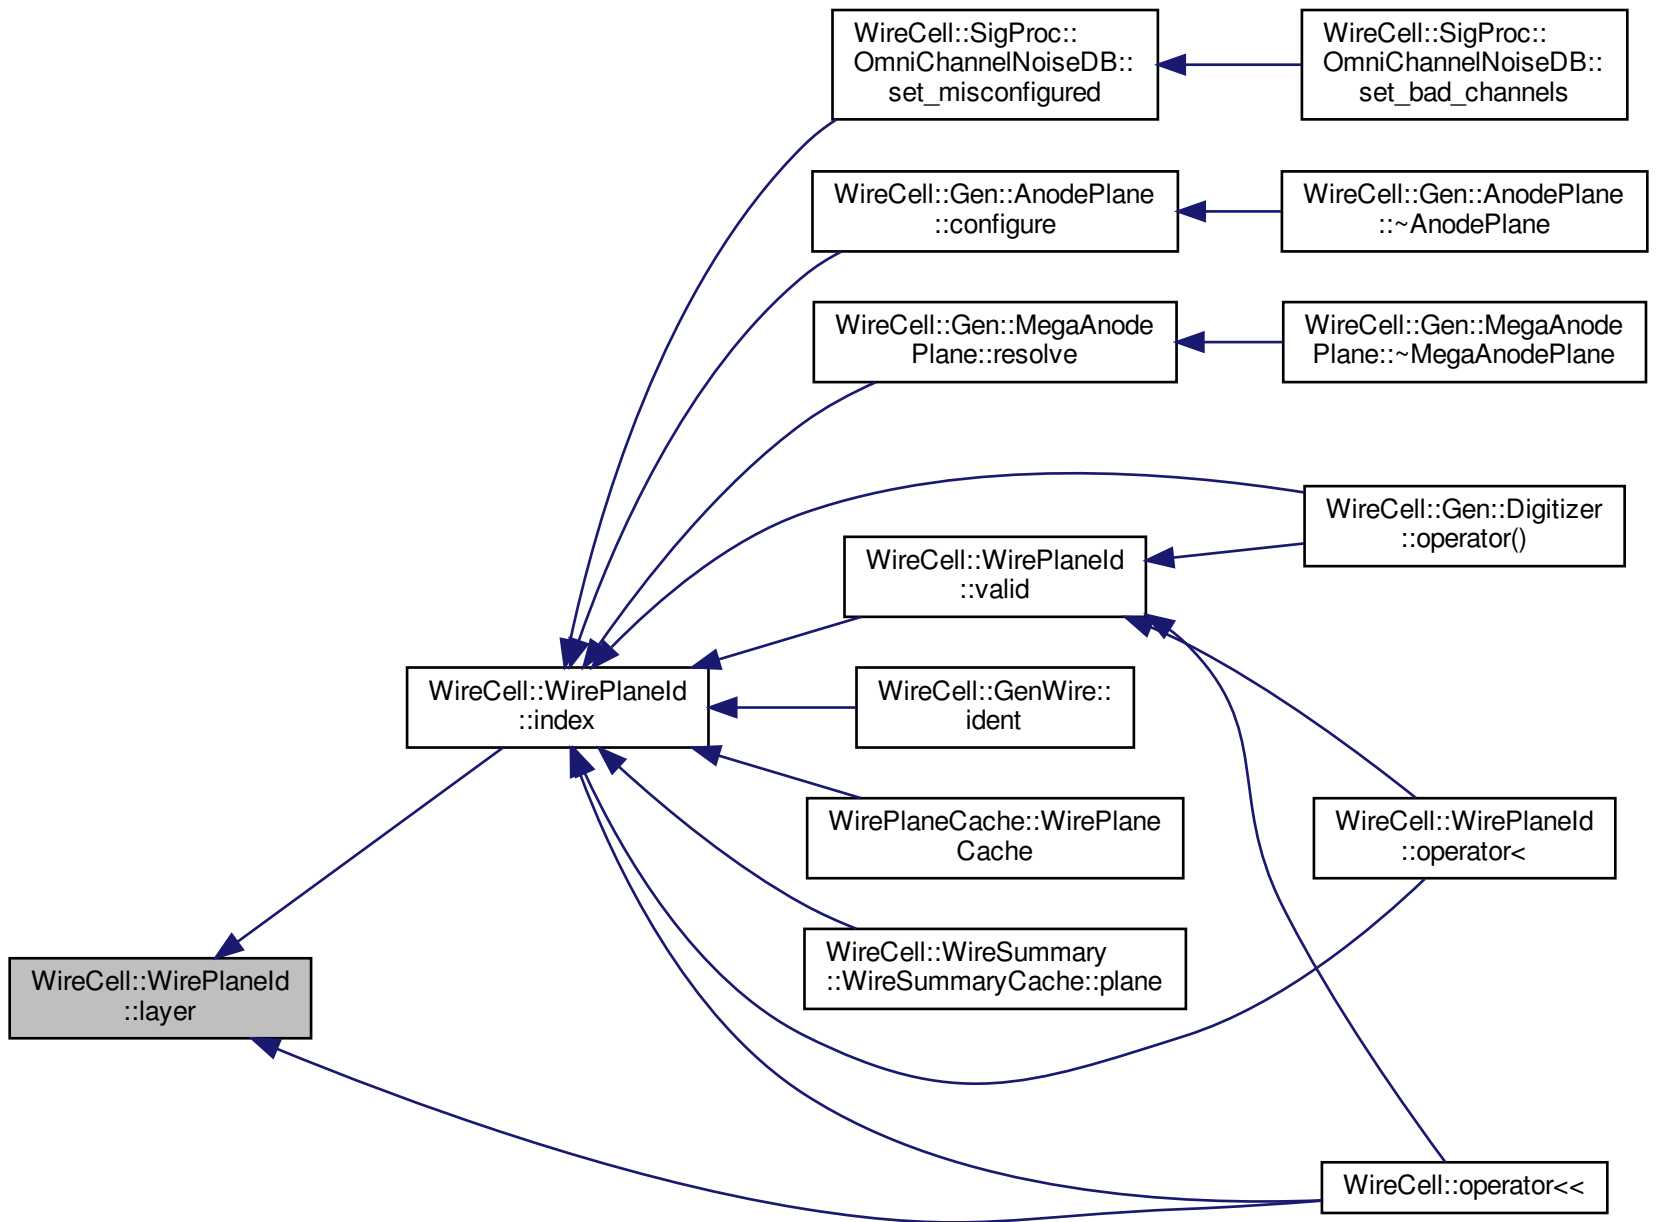 WireCell::SigProc::
OmniChannelNoiseDB::
set_misconfigured
WireCell::SigProc::
OmniChannelNoiseDB::
set_bad_channels
WireCell::Gen::AnodePlane
::configure
WireCell::Gen::AnodePlane
::~AnodePlane
WireCell::Gen::MegaAnode
Plane::resolve
WireCell::Gen::MegaAnode
Plane::~MegaAnodePlane
WireCell::Gen::Digitizer
::operator()
WireCell::WirePlaneId
::valid
WireCell::WirePlaneId
::index
WireCell::GenWire::
ident
WirePlaneCache::WirePlane
Cache
WireCell::WirePlaneId
::operator<
WireCell::WireSummary
::WireSummaryCache::plane
WireCell::WirePlaneId
::layer
WireCell::operator<<